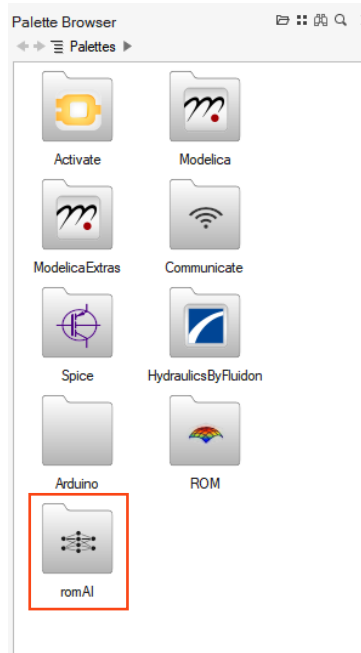 Palette Browser
Palettes
Activate
Modelica
ModelicaExtras
Communicate
Spice
HydraulicsByFluidon
Arduino
ROM
romAI